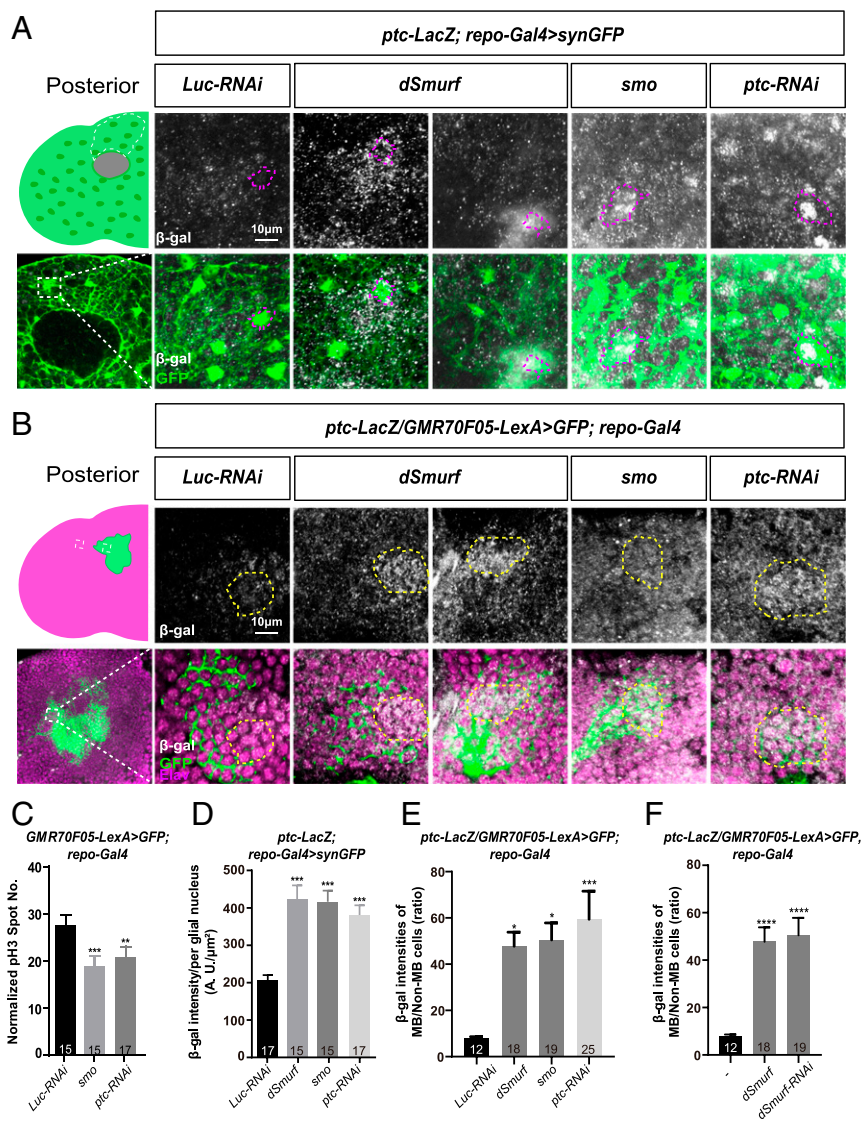 A
ptc-LacZ; repo-Gal4>synGFP
Posterior
Luc-RNAi
dSmurf
smo
ptc-RNAi
β-gal
10μm
β-gal
GFP
B
ptc-LacZ/GMR70F05-LexA>GFP; repo-Gal4
Posterior
Luc-RNAi
dSmurf
smo
ptc-RNAi
β-gal
10μm
β-gal
GFP
Elav
C
GMR70F05-LexA>GFP;
repo-Gal4
Normalized pH3 Spot No.
40
30
20
10
0
***
**
15
15
17
Luc-RNAi
smo
ptc-RNAi
D
ptc-LacZ;
repo-Gal4>synGFP
β-gal intensity/per glial nucleus
(A. U./μm²)
500
400
300
200
200
0
***
***
***
17
15
15
17
Luc-RNAi
dSmurf
smo
ptc-RNAi
E
ptc-LacZ/GMR70F05-LexA>GFP;
repo-Gal4
β-gal intensities of
MB/Non-MB cells (ratio)
80
60
40
20
0
*
*
***
12
18
19
25
Luc-RNAi
dSmurf
smo
ptc-RNAi
F
ptc-LacZ/GMR70F05-LexA>GFP,
repo-Gal4
β-gal intensities of
MB/Non-MB cells (ratio)
80
60
40
20
0
****
****
12
18
19
-
dSmurf
dSmurf-RNAi